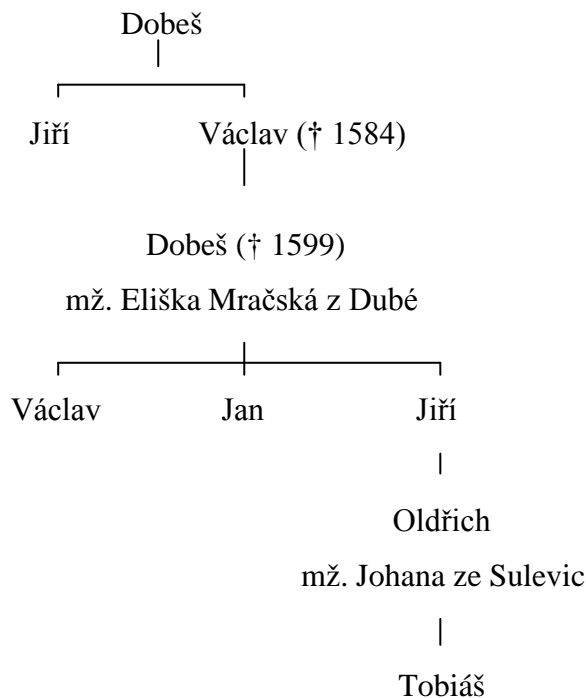 Dobeš
Jiří Václav († 1584)
Dobeš († 1599)
mž. Eliška Mračská z Dubé
Václav Jan Jiří
Oldřich
mž. Johana ze Sulevic
Tobiáš